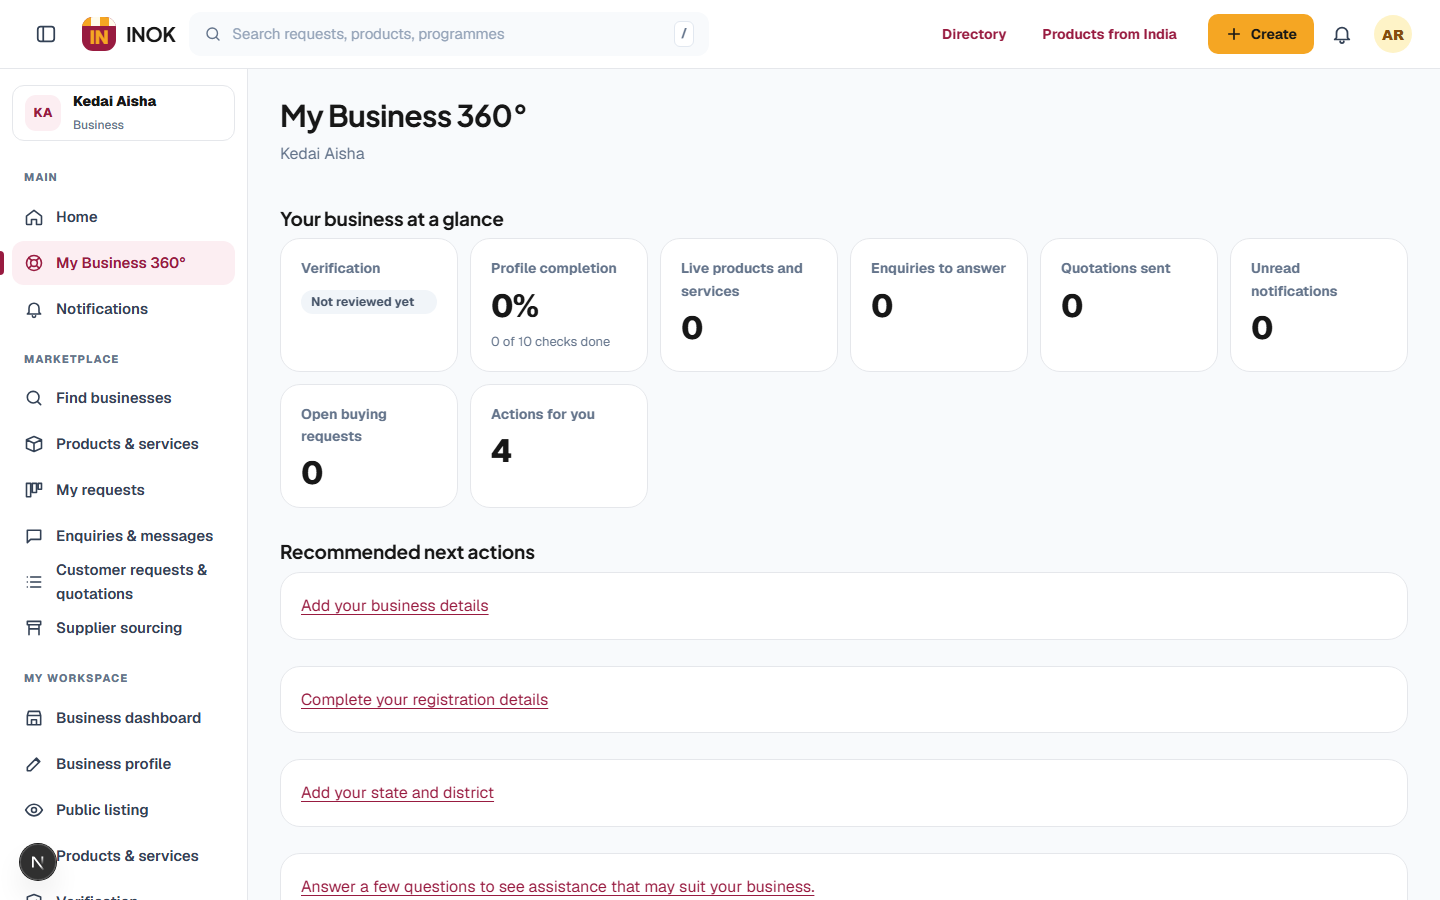 INOK
Search requests, products, programmes
/
Directory
Products from India
Create
AR
KA
Kedai Aisha
Business
MAIN
Home
My Business 360°
Notifications
MARKETPLACE
Find businesses
Products & services
My requests
Enquiries & messages
Customer requests &
quotations
Supplier sourcing
MY WORKSPACE
Business dashboard
Business profile
Public listing
N
Products & services
Verification
My Business 360°
Kedai Aisha
Your business at a glance
Verification
Not reviewed yet
Profile completion
0%
0 of 10 checks done
Live products and
services
0
Enquiries to answer
0
Quotations sent
0
Unread
notifications
0
Open buying
requests
0
Actions for you
4
Recommended next actions
Add your business details
Complete your registration details
Add your state and district
Answer a few questions to see assistance that may suit your business.